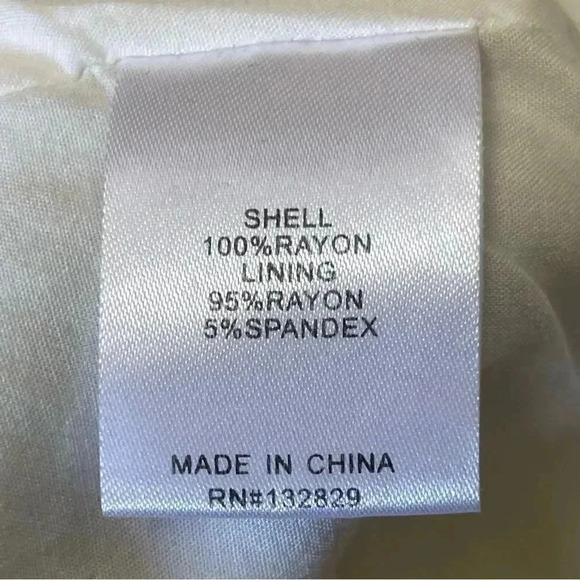 SHELL
100%RAYON
LINING
95%RAYON
5%SPANDEX
MADE IN CHINA
RN#132829